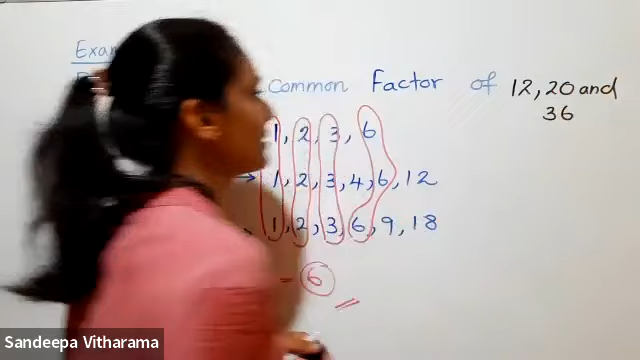 Exam
Common Factor of 12, 20 and
36
1, 2, 3, 6
→ 1, 2, 3, 4, 6, 12
1, 2, 3, 6, 9, 18
- 6
Sandeepa Vitharama